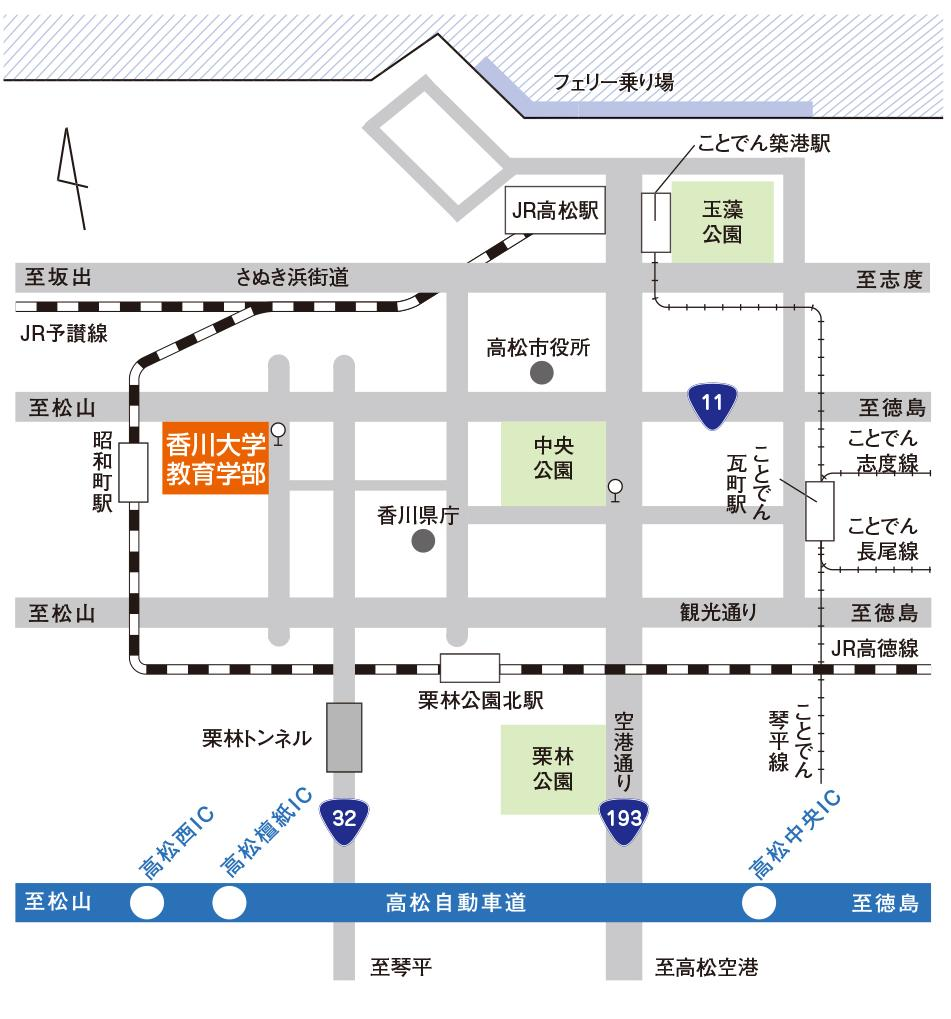 フェリー乗り場
ことでん築港駅
JR高松駅
玉藻
公園
至坂出
さぬき浜街道
至志度
JR予讃線
高松市役所
至松山
11
至徳島
昭和町駅
香川大学
教育学部
中央
公園
ことでん
瓦町駅
ことでん
志度線
香川県庁
ことでん
長尾線
至松山
観光通り
至徳島
JR高徳線
栗林公園北駅
栗林トンネル
栗林
公園
空港通り
ことでん
琴平線
32
193
高松西IC
高松檀紙IC
高松中央IC
至松山
高松自動車道
至徳島
至琴平
至高松空港